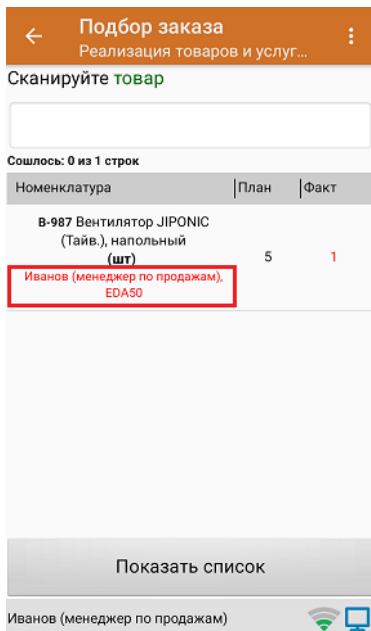 Подбор заказа
Реализация товаров и услуг...
Сканируйте товар
Сошлось: 0 из 1 строк
Номенклатура План Факт
В-987 Вентилятор JIPONIC
(Тайв.), напольный
(шт)
5 1
Иванов (менеджер по продажам),
EDA50
Показать список
Иванов (менеджер по продажам)